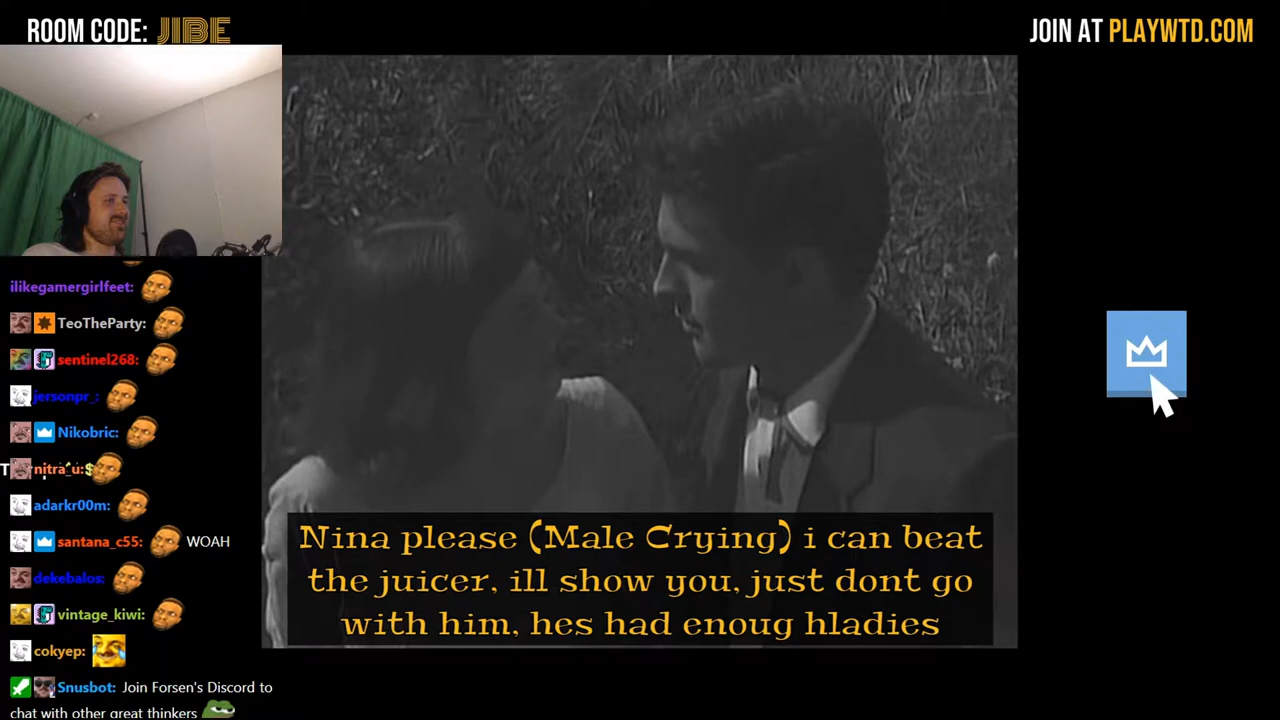 ROOM CODE: JIBE
JOIN AT PLAYWTD.COM
ilikegamergirlfeet:
TeoTheParty:
sentinel268:
jersonpr_:
Nikobric:
nitra_u:$
adarkr00m:
santana_c55: WOAH
dekebalos:
vintage_kiwi:
cokyep:
Snusbot: Join Forsen's Discord to
chat with other great thinkers
Nina please (Male Crying) i can beat
the juicer, ill show you, just dont go
with him, hes had enoug hladies